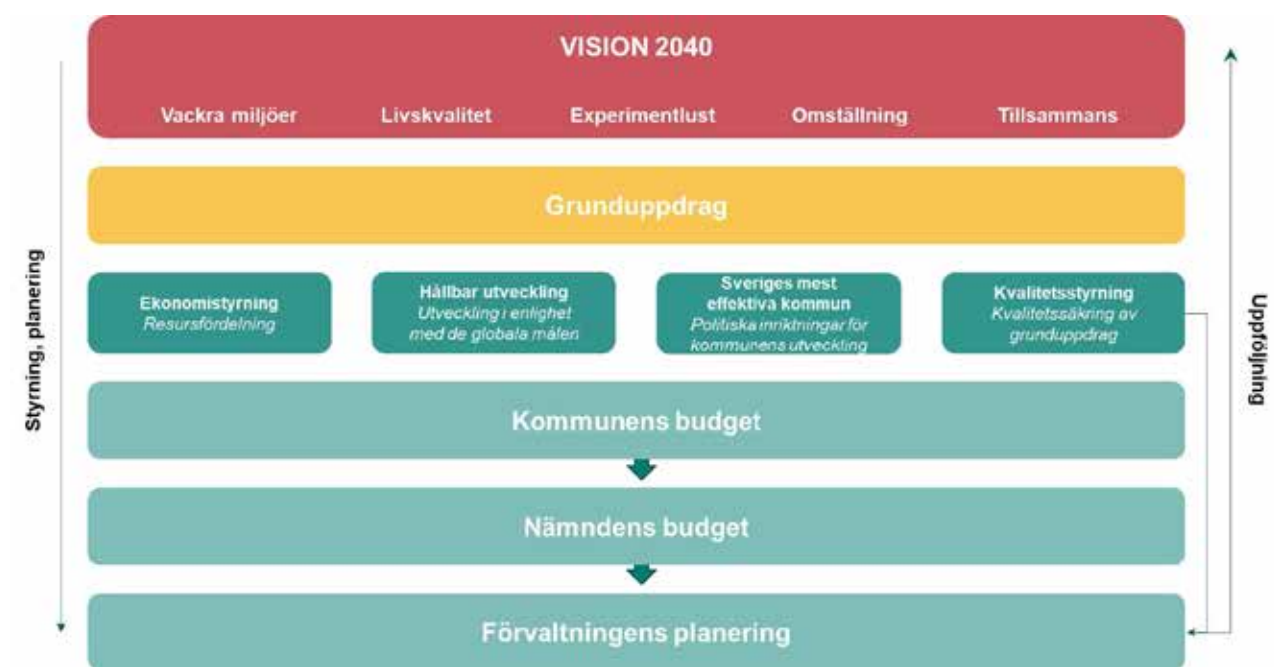 VISION 2040
Vackra miljöer
Livskvalitet
Experimentlust
Omställning
Tillsammans
Grunduppdrag
Styrning, planering
Ekonomistyrning
Resursfördelning
Hållbar utveckling
Utveckling i enlighet
med de globala målen
Sveriges mest
effektiva kommun
Politiska inriktningar för
kommunens utveckling
Kvalitetsstyrning
Kvalitetssäkring av
grunduppdrag
Uppföljning
Kommunens budget
Nämndens budget
Förvaltningens planering